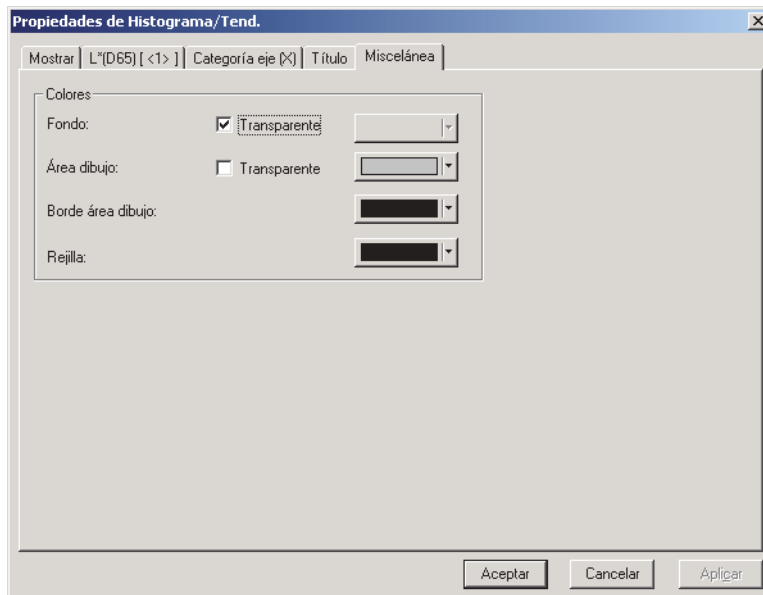 Propiedades de Histograma/Tend.
Mostrar L*(D65) [ <1> ] Categoría eje (X) Título Miscelánea
Colores
Fondo: Transparente
Área dibujo: Transparente
Borde área dibujo:
Rejilla:
Aceptar Cancelar Aplicar